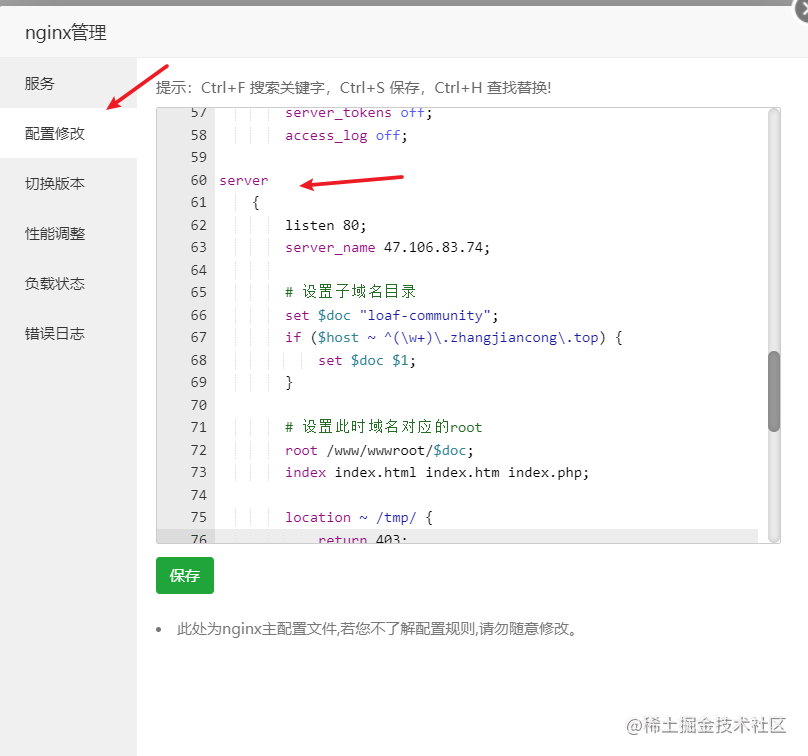 nginx管理
服务
配置修改
切换版本
性能调整
负载状态
错误日志
提示：Ctrl+F 搜索关键字，Ctrl+S 保存，Ctrl+H 查找替换!
57 server_tokens off;
58 access_log off;
59
60 server
61 {
62 listen 80;
63 server_name 47.106.83.74;
64
65 # 设置子域名目录
66 set $doc "loaf-community";
67 if ($host ~ ^(\w+)\.zhangjiancong\.top) {
68 set $doc $1;
69 }
70
71 # 设置此时域名对应的root
72 root /www/wwwroot/$doc;
73 index index.html index.htm index.php;
74
75 location ~ /tmp/ {
76 return 403;
保存
此处为nginx主配置文件,若您不了解配置规则,请勿随意修改。
@稀土掘金技术社区